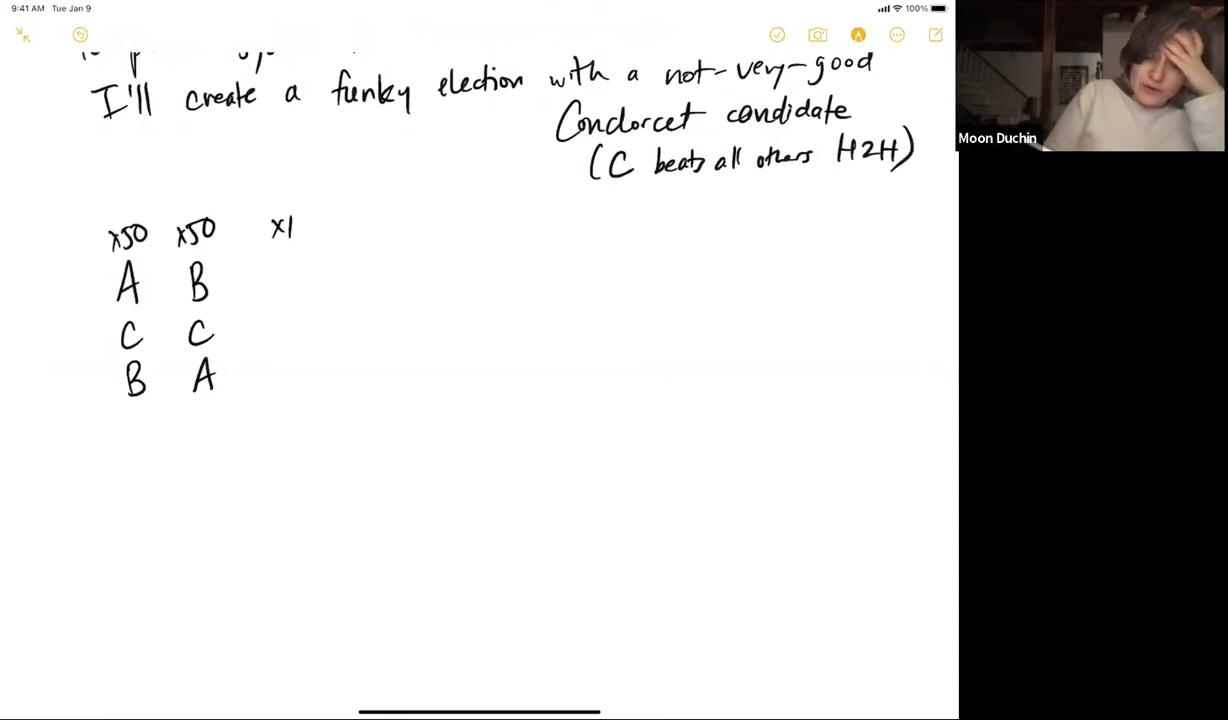 9:41 AM Tue Jan 9
100%
I'll create a funky election with a not-very-good
Condorcet candidate
(C beats all others H2H)
Moon Duchin
x50 x50 x1
A B
C C
B A